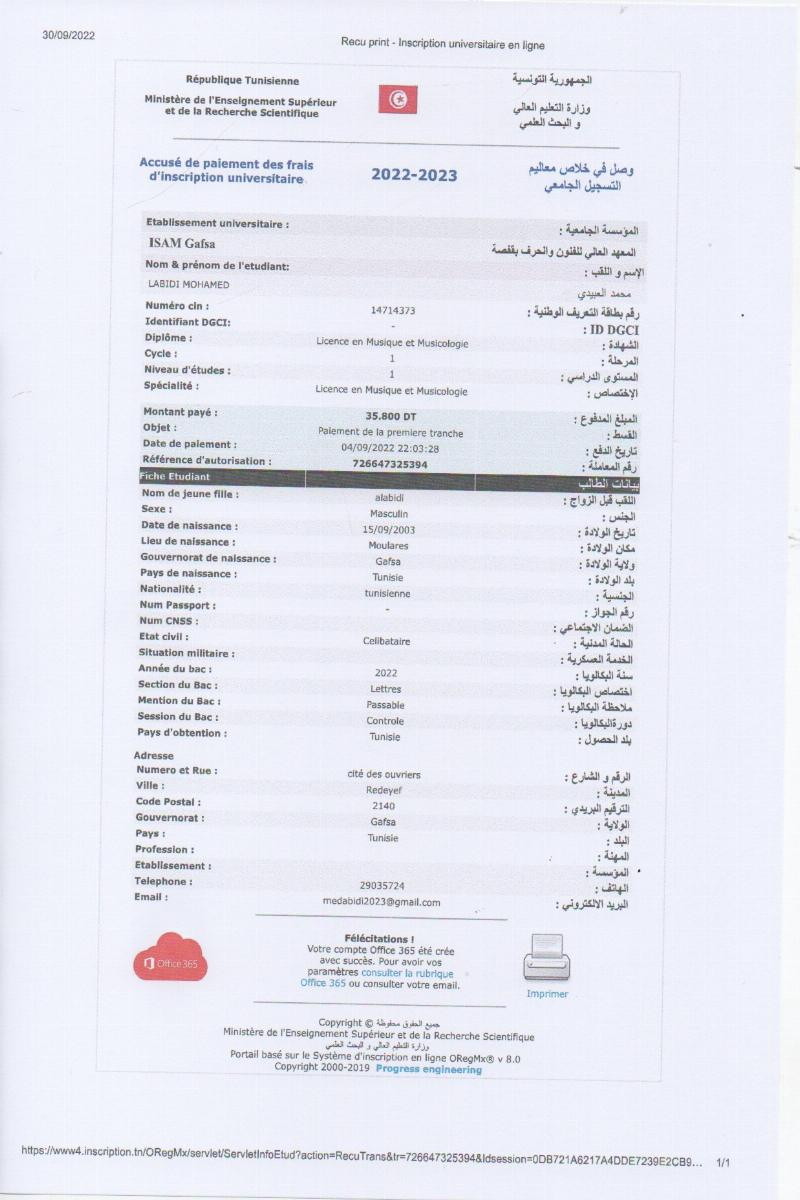 30/09/2022
Recu print - Inscription universitaire en ligne
République Tunisienne
الجمهورية التونسية
Ministère de l'Enseignement Supérieur
et de la Recherche Scientifique
وزارة التعليم العالي
و البحث العلمي
Accusé de paiement des frais
d'inscription universitaire
2022-2023
وصل في خلاص معاليم
التسجيل الجامعي
Etablissement universitaire :
المؤسسة الجامعية :
ISAM Gafsa
المعهد العالي للفنون والحرف بقفصة
Nom & prénom de l'etudiant:
الإسم و اللقب :
LABIDI MOHAMED
محمد العبيدي
Numéro cin : 14714373 رقم بطاقة التعريف الوطنية :
Identifiant DGCI: - ID DGCI :
Diplôme : Licence en Musique et Musicologie الشهادة :
Cycle : 1 المرحلة :
Niveau d'études : 1 المستوى الدراسي :
Spécialité : Licence en Musique et Musicologie الإختصاص :
Montant payé : 35.800 DT المبلغ المدفوع :
Objet : Paiement de la premiere tranche القسط :
Date de paiement : 04/09/2022 22:03:28 تاريخ الدفع :
Référence d'autorisation : 726647325394 رقم المعاملة :
Fiche Etudiant بيانات الطالب
Nom de jeune fille : alabidi اللقب قبل الزواج :
Sexe : Masculin الجنس :
Date de naissance : 15/09/2003 تاريخ الولادة :
Lieu de naissance : Moulares مكان الولادة :
Gouvernorat de naissance : Gafsa ولاية الولادة :
Pays de naissance : Tunisie بلد الولادة :
Nationalité : tunisienne الجنسية :
Num Passport : - رقم الجواز :
Num CNSS : الضمان الاجتماعي :
Etat civil : Celibataire الحالة المدنية :
Situation militaire : الخدمة العسكرية :
Année du bac : 2022 سنة البكالويا :
Section du Bac : Lettres اختصاص البكالويا :
Mention du Bac : Passable ملاحظة البكالويا :
Session du Bac : Controle دورةالبكالويا :
Pays d'obtention : Tunisie بلد الحصول :
Adresse
Numero et Rue : cité des ouvriers الرقم و الشارع :
Ville : Redeyef المدينة :
Code Postal : 2140 الترقيم البريدي :
Gouvernorat : Gafsa الولاية :
Pays : Tunisie البلد :
Profession : المهنة :
Etablissement : المؤسسة :
Telephone : 29035724 الهاتف :
Email : medabidi2023@gmail.com البريد الالكتروني :
Office 365
Félécitations !
Votre compte Office 365 été crée
avec succès. Pour avoir vos
paramètres consulter la rubrique
Office 365 ou consulter votre email.
Imprimer
Copyright © جميع الحقوق محفوظة
Ministère de l'Enseignement Supérieur et de la Recherche Scientifique
وزارة التعليم العالي و البحث العلمي
Portail basé sur le Système d'inscription en ligne ORegMx® v 8.0
Copyright 2000-2019 Progress engineering
https://www4.inscription.tn/ORegMx/servlet/ServletInfoEtud?action=RecuTrans&tr=726647325394&Idsession=0DB721A6217A4DDE7239E2CB9... 1/1